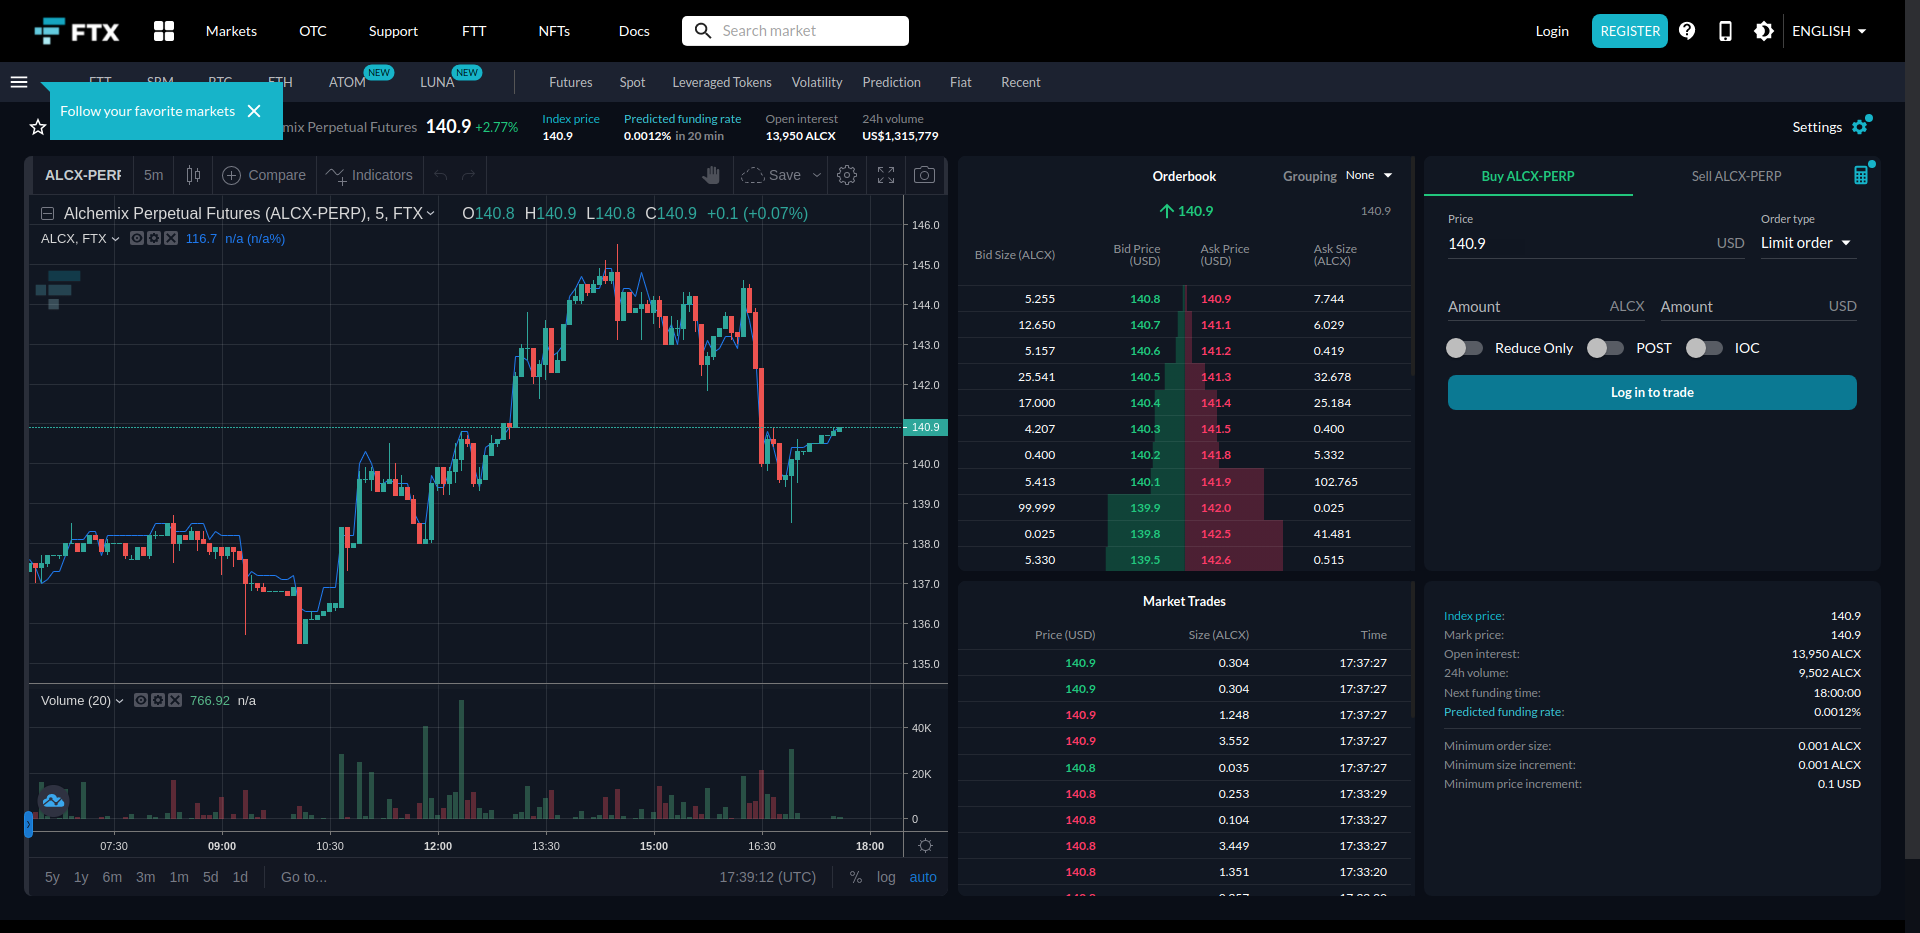 FTX
Markets
OTC
Support
FTT
NFTs
Docs
Search market
Login
REGISTER
ENGLISH
ATOM NEW
LUNA NEW
Futures
Spot
Leveraged Tokens
Volatility
Prediction
Fiat
Recent
Follow your favorite markets
mix Perpetual Futures
140.9 +2.77%
Index price
140.9
Predicted funding rate
0.0012% in 20 min
Open interest
13,950 ALCX
24h volume
US$1,315,779
Settings
ALCX-PERP
5m
Compare
Indicators
Save
Alchemix Perpetual Futures (ALCX-PERP), 5, FTX
O140.8 H140.9 L140.8 C140.9 +0.1 (+0.07%)
ALCX, FTX 116.7 n/a (n/a%)
146.0
145.0
144.0
143.0
142.0
140.9
140.0
139.0
138.0
137.0
136.0
135.0
Volume (20) 766.92 n/a
40K
20K
0
07:30 09:00 10:30 12:00 13:30 15:00 16:30 18:00
5y 1y 6m 3m 1m 5d 1d Go to...
17:39:12 (UTC) % log auto
Orderbook
Grouping None
140.9
140.9
Bid Size (ALCX) Bid Price (USD) Ask Price (USD) Ask Size (ALCX)
5.255 140.8 140.9 7.744
12.650 140.7 141.1 6.029
5.157 140.6 141.2 0.419
25.541 140.5 141.3 32.678
17.000 140.4 141.4 25.184
4.207 140.3 141.5 0.400
0.400 140.2 141.8 5.332
5.413 140.1 141.9 102.765
99.999 139.9 142.0 0.025
0.025 139.8 142.5 41.481
5.330 139.5 142.6 0.515
Market Trades
Price (USD) Size (ALCX) Time
140.9 0.304 17:37:27
140.9 0.304 17:37:27
140.9 1.248 17:37:27
140.9 3.552 17:37:27
140.8 0.035 17:37:27
140.8 0.253 17:33:29
140.8 0.104 17:33:27
140.8 3.449 17:33:27
140.8 1.351 17:33:20
Buy ALCX-PERP
Sell ALCX-PERP
Price
140.9 USD
Order type
Limit order
Amount ALCX
Amount USD
Reduce Only
POST
IOC
Log in to trade
Index price: 140.9
Mark price: 140.9
Open interest: 13,950 ALCX
24h volume: 9,502 ALCX
Next funding time: 18:00:00
Predicted funding rate: 0.0012%
Minimum order size: 0.001 ALCX
Minimum size increment: 0.001 ALCX
Minimum price increment: 0.1 USD